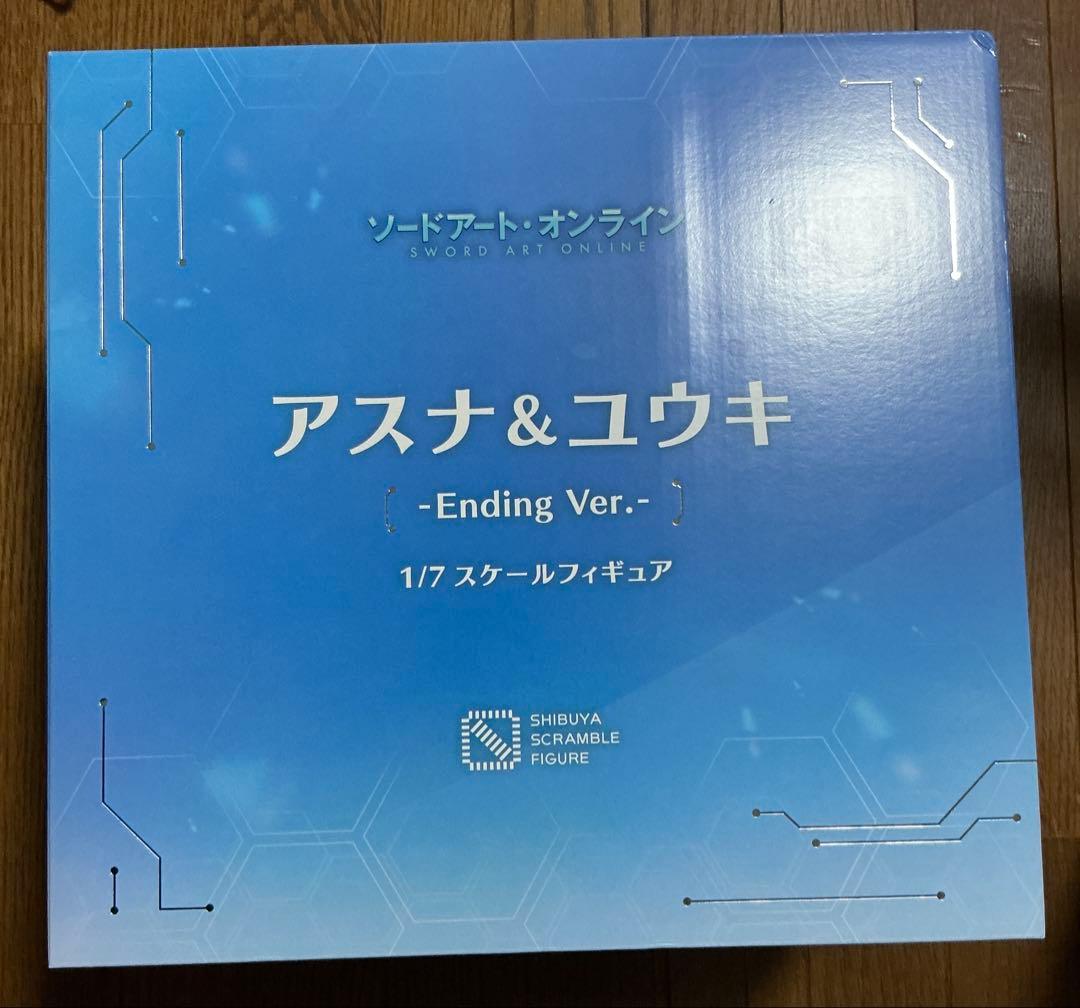 ソードアート・オンライン
SWORD ART ONLINE
アスナ&ユウキ
-Ending Ver.-
1/7 スケールフィギュア
SHIBUYA
SCRAMBLE
FIGURE